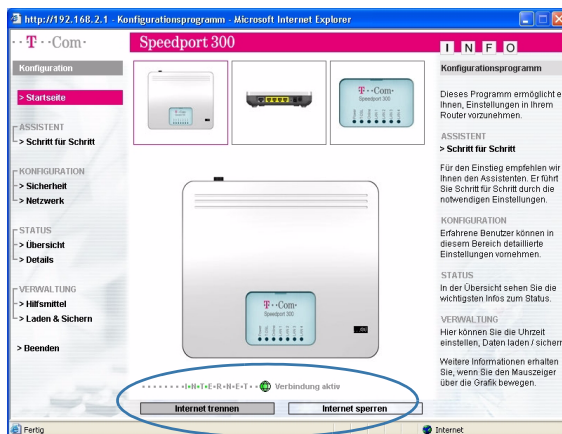 http://192.168.2.1 - Konfigurationsprogramm - Microsoft Internet Explorer
··T··Com·
Speedport 300
INFO
Konfiguration
> Startseite
ASSISTENT
> Schritt für Schritt
KONFIGURATION
> Sicherheit
> Netzwerk
STATUS
> Übersicht
> Details
VERWALTUNG
> Hilfsmittel
> Laden & Sichern
> Beenden
T··Com·
Speedport 300
T··Com·
Speedport 300
T··Com·
Speedport 300
·I·N·T·E·R·N·E·T·
Verbindung aktiv
Internet trennen
Internet sperren
Konfigurationsprogramm
Dieses Programm ermöglicht e
Ihnen, Einstellungen in Ihrem
Router vorzunehmen.
ASSISTENT
> Schritt für Schritt
Für den Einstieg empfehlen wir
Ihnen den Assistenten. Er führt
Sie Schritt für Schritt durch die
notwendigen Einstellungen.
KONFIGURATION
Erfahrene Benutzer können in
diesem Bereich detaillierte
Einstellungen vornehmen.
STATUS
In der Übersicht sehen Sie die
wichtigsten Infos zum Status.
VERWALTUNG
Hier können Sie die Uhrzeit
einstellen, Daten laden / sichern
Weitere Informationen erhalten
Sie, wenn Sie den Mauszeiger
über die Grafik bewegen.
Fertig
Internet